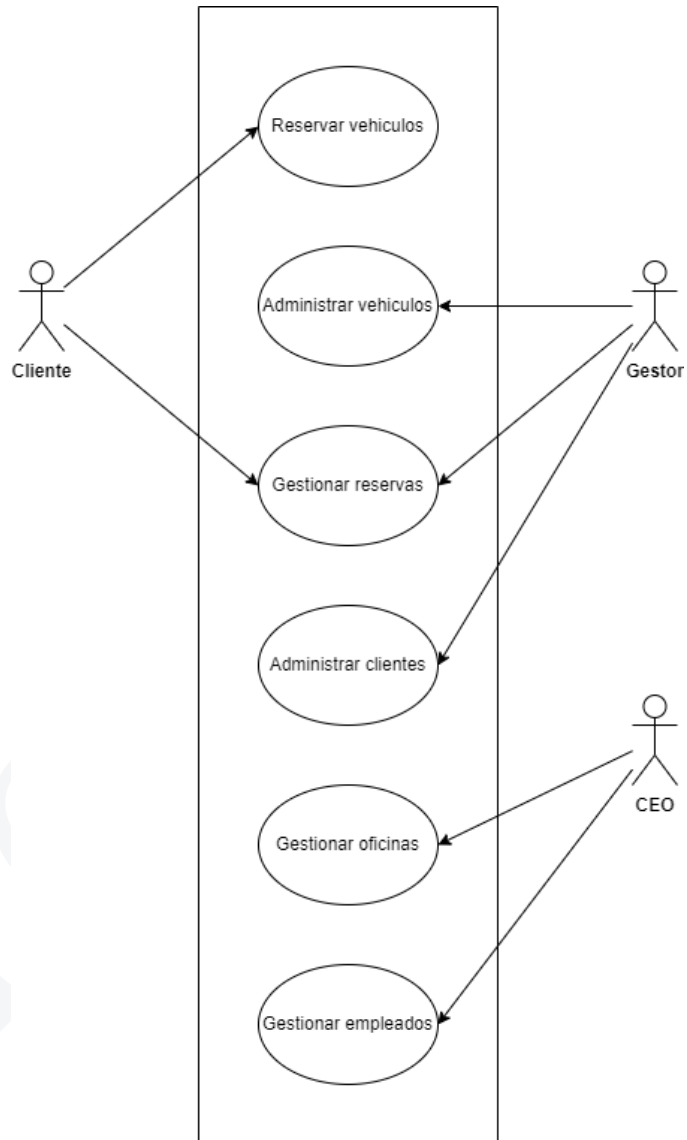 Reservar vehiculos
Administrar vehiculos
Cliente
Gestor
Gestionar reservas
Administrar clientes
CEO
Gestionar oficinas
Gestionar empleados